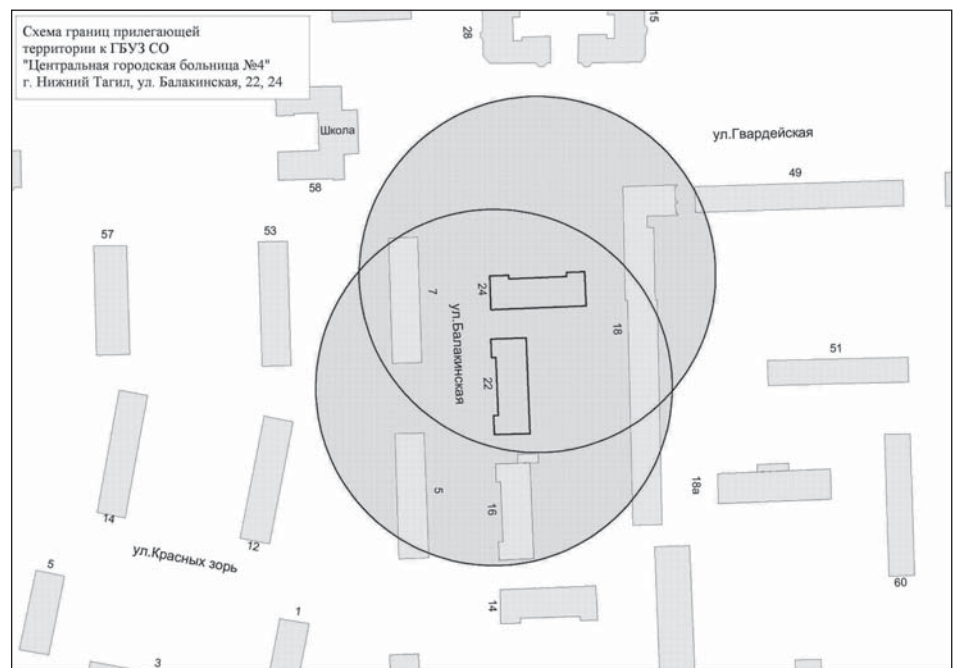 Схема границ прилегающей
территории к ГБУЗ СО
"Центральная городская больница №4"
г. Нижний Тагил, ул. Балакинская, 22, 24
28
15
Школа
58
ул.Гвардейская
49
57
53
24
7
ул.Балакинская
18
22
51
5
16
18а
14
12
ул.Красных зорь
5
1
3
14
60